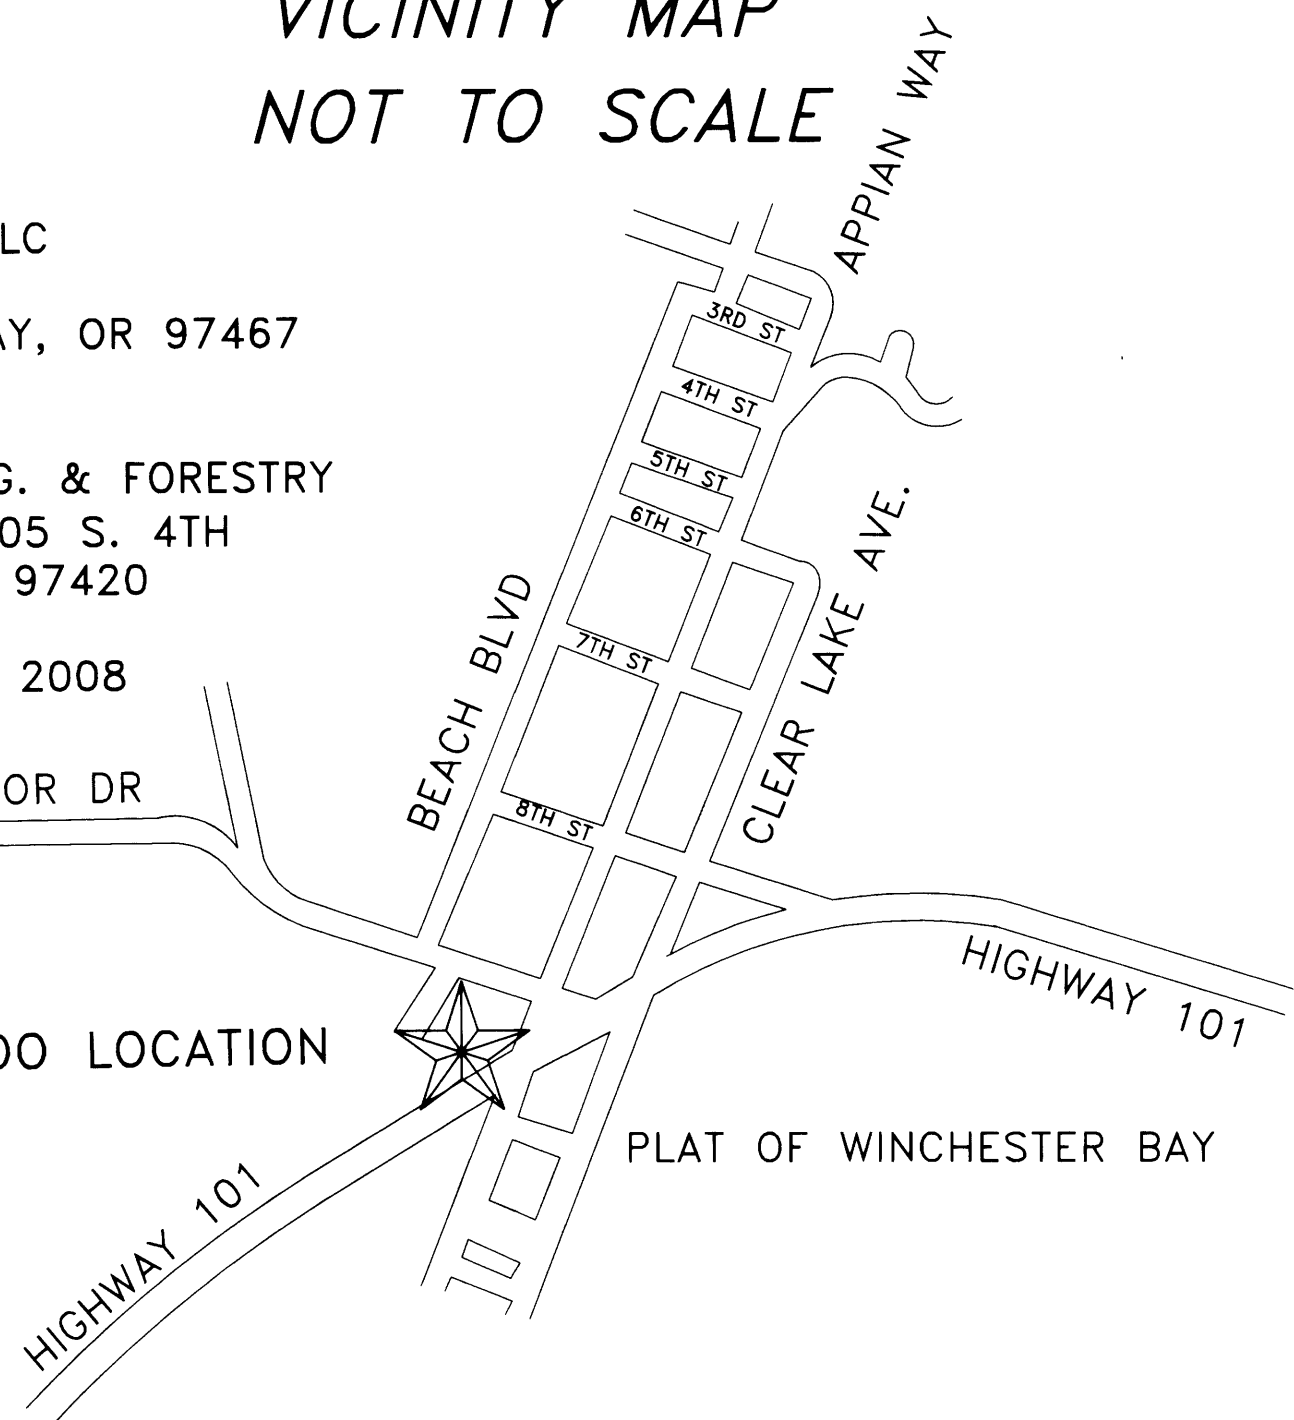 VICINITY MAP
NOT TO SCALE
APPIAN WAY
LC
AY, OR 97467
3RD ST
4TH ST
G. & FORESTRY
5TH ST
05 S. 4TH
6TH ST
97420
CLEAR LAKE AVE.
BEACH BLVD
7TH ST
2008
OR DR
8TH ST
HIGHWAY 101
DO LOCATION
PLAT OF WINCHESTER BAY
HIGHWAY 101